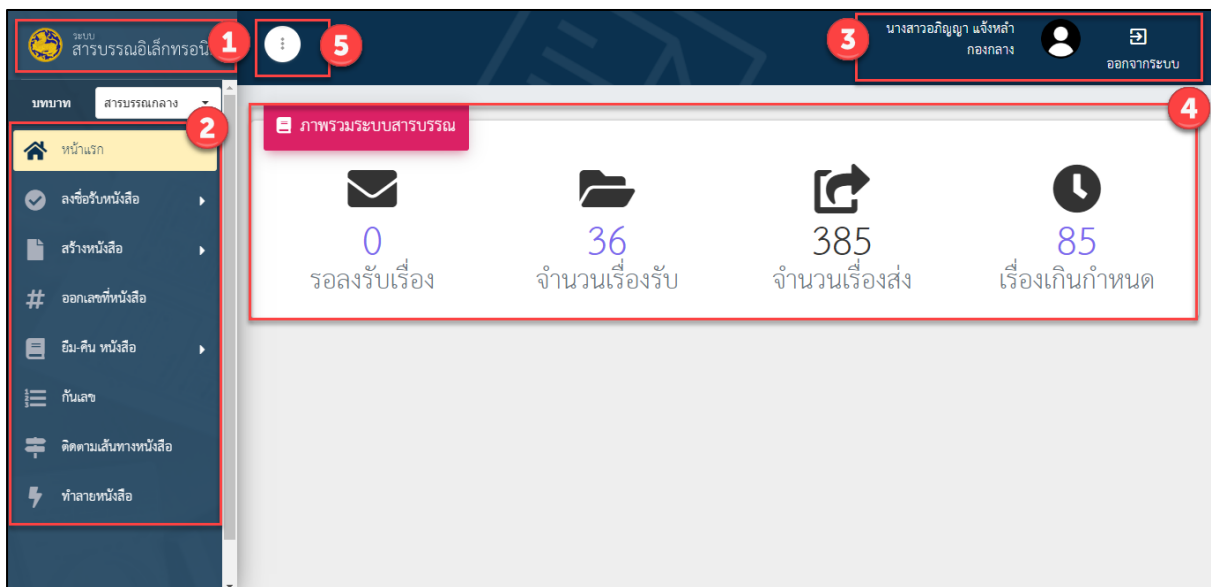 ระบบ
สารบรรณอิเล็กทรอนิ
1
5
3
นางสาวอภิญญา แจ้งหลำ
กองกลาง
ออกจากระบบ
บทบาท สารบรรณกลาง
2
หน้าแรก
ลงชื่อรับหนังสือ
สร้างหนังสือ
ออกเลขที่หนังสือ
ยืม-คืน หนังสือ
กันเลข
ติดตามเส้นทางหนังสือ
ทำลายหนังสือ
4
ภาพรวมระบบสารบรรณ
0
รอลงรับเรื่อง
36
จำนวนเรื่องรับ
385
จำนวนเรื่องส่ง
85
เรื่องเกินกำหนด